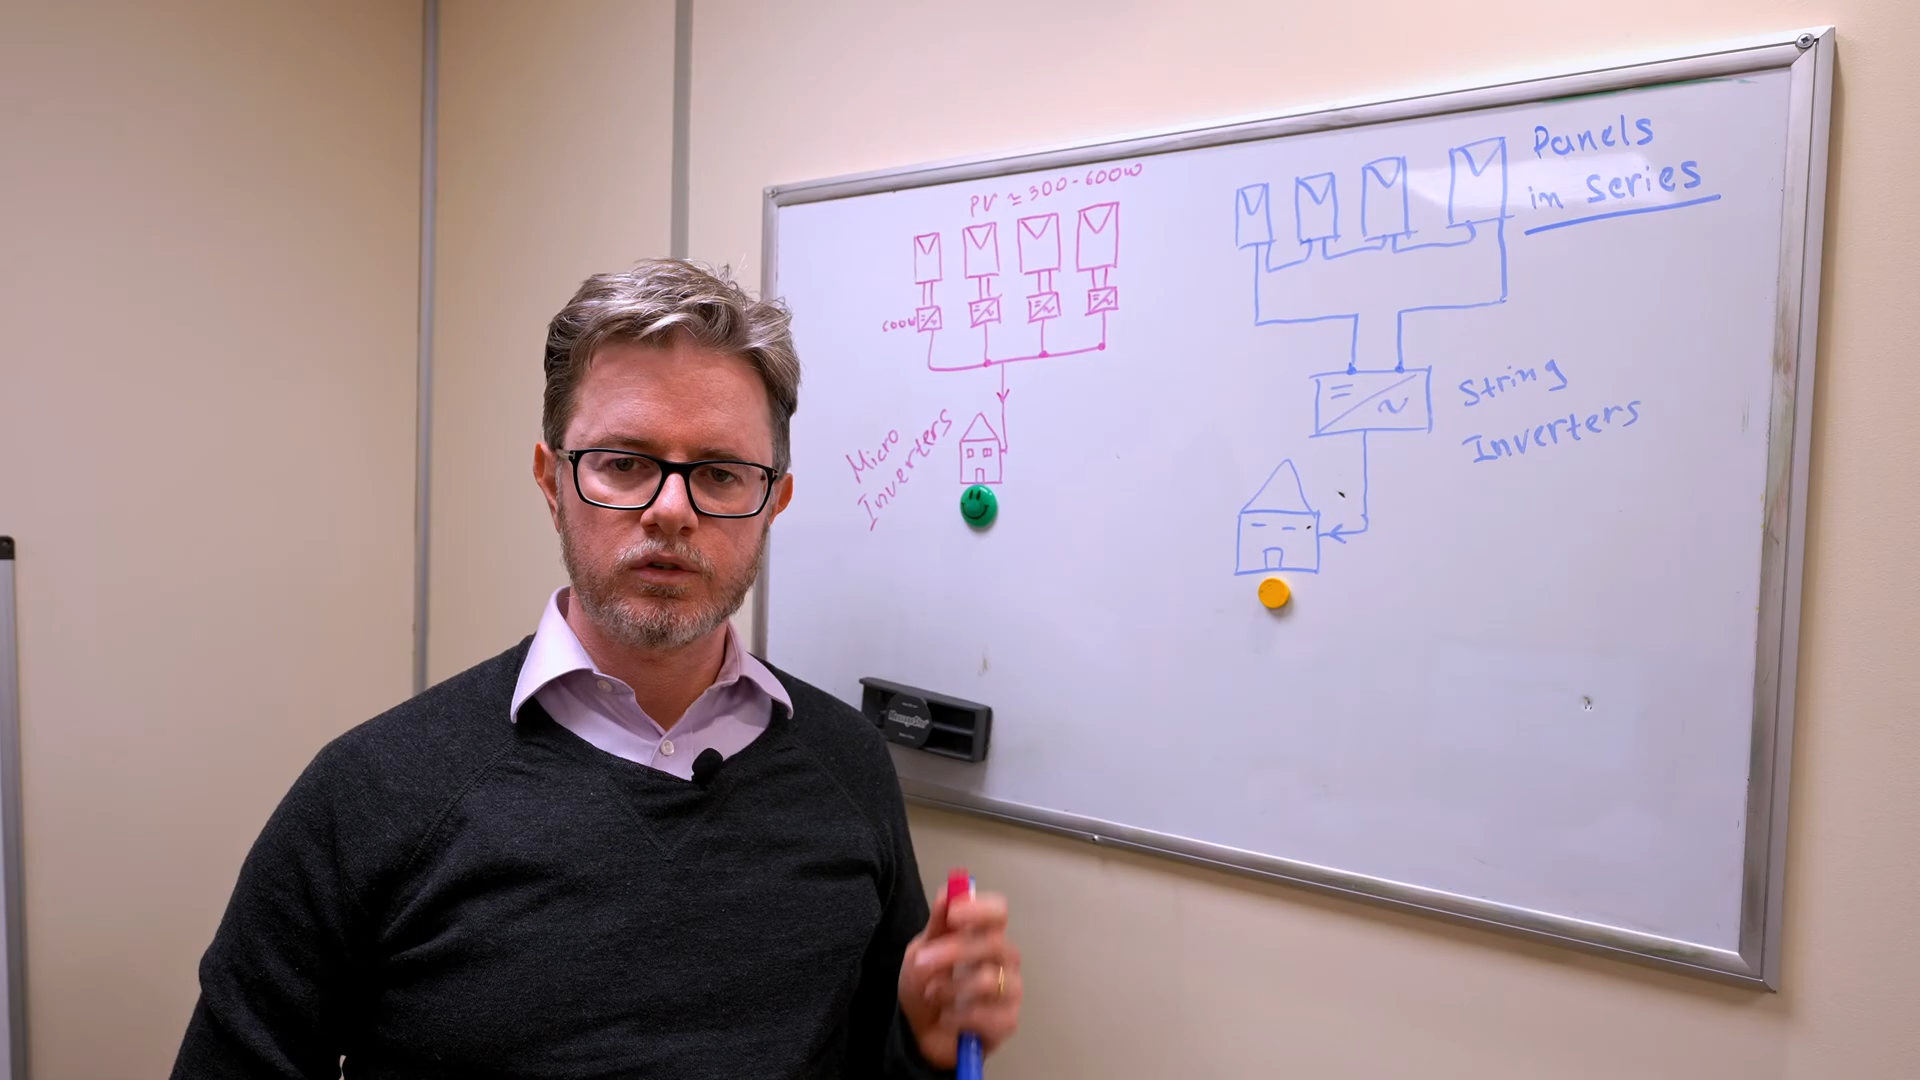 PV ≃ 300-600W
600W
Micro
Inverters
Panels
in Series
String
Inverters